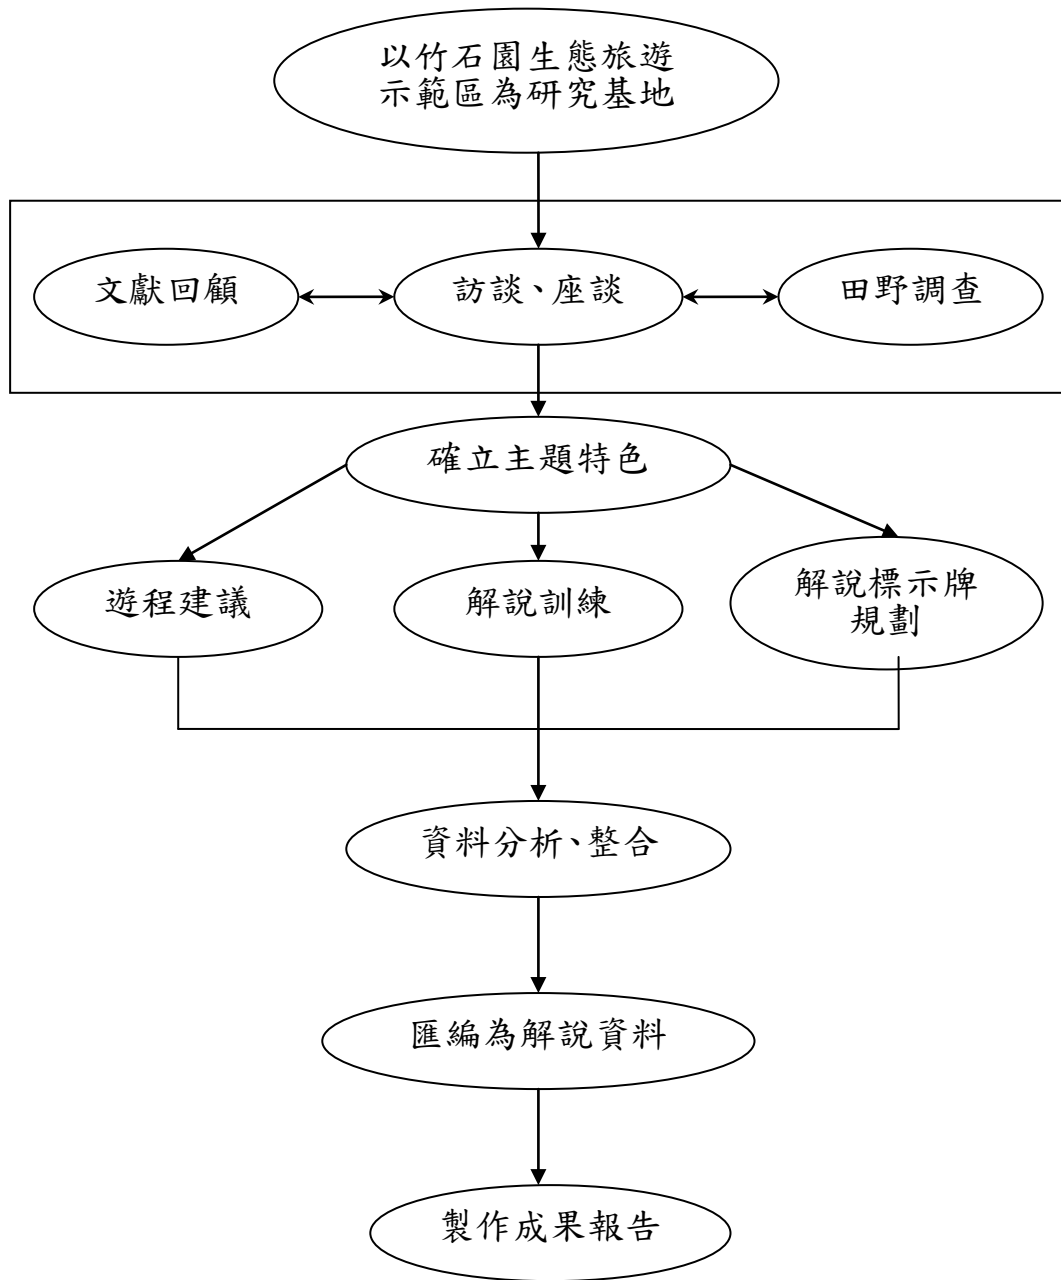 以竹石園生態旅遊
示範區為研究基地
文獻回顧
訪談、座談
田野調查
確立主題特色
遊程建議
解說訓練
解說標示牌
規劃
資料分析、整合
匯編為解說資料
製作成果報告